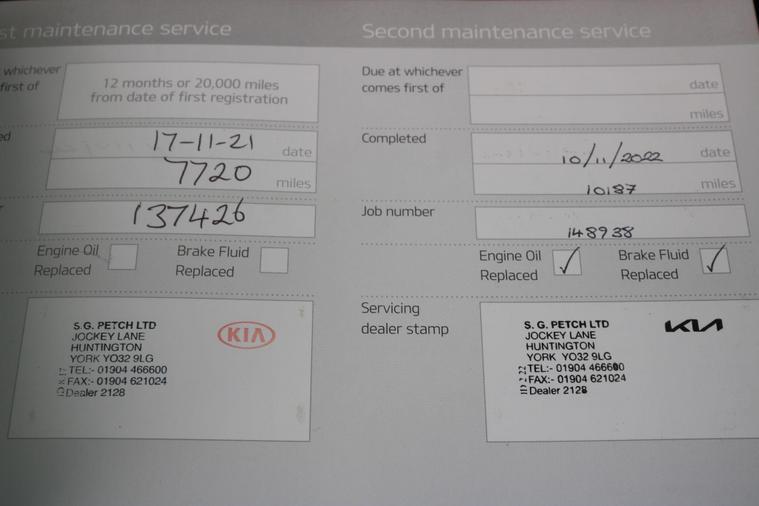 st maintenance service
whichever
first of
12 months or 20,000 miles
from date of first registration
ed
17-11-21 date
7720 miles
137426
Engine Oil
Replaced
Brake Fluid
Replaced
S.G. PETCH LTD
JOCKEY LANE
HUNTINGTON
YORK YO32 9LG
TEL:- 01904 466600
FAX:- 01904 621024
Dealer 2128
KIA
Second maintenance service
Due at whichever
comes first of
date
miles
Completed
10/11/2022 date
10187 miles
Job number
148938
Engine Oil
Replaced
Brake Fluid
Replaced
Servicing
dealer stamp
S.G. PETCH LTD
JOCKEY LANE
HUNTINGTON
YORK YO32 9LG
TEL:- 01904 466600
FAX:- 01904 621024
Dealer 2128
KIA